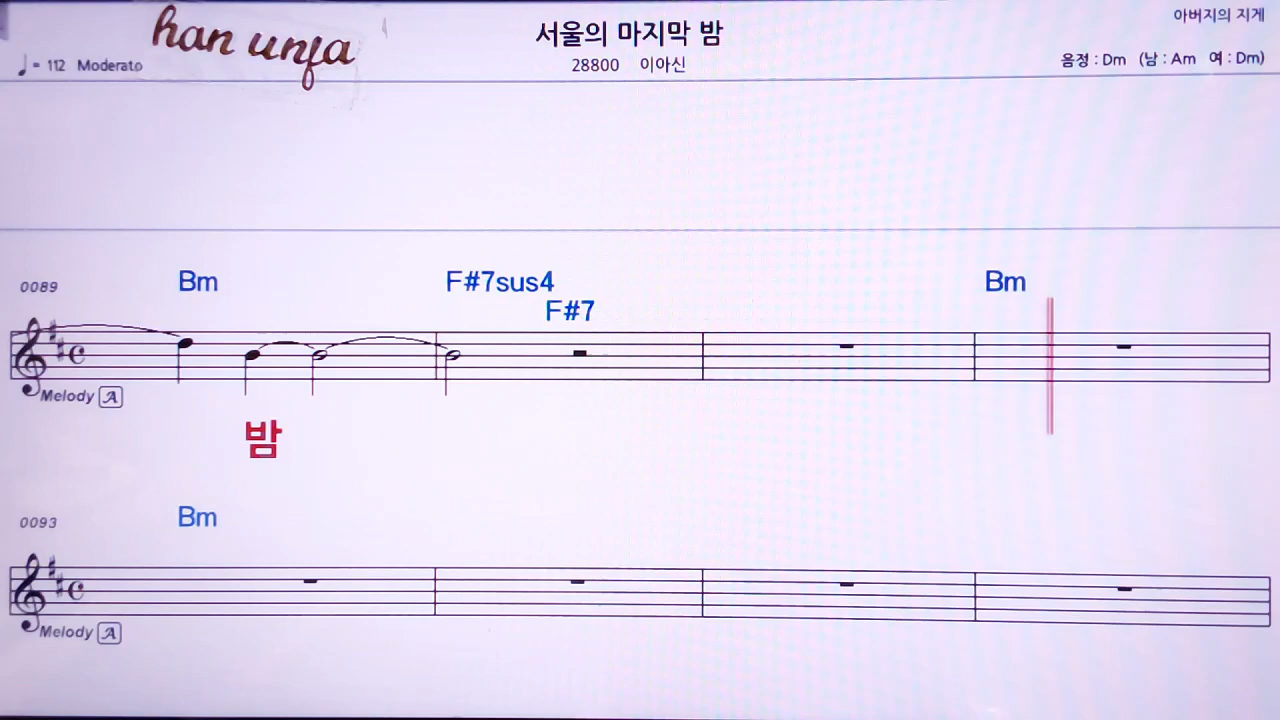 han unja
서울의 마지막 밤
아버지의 지게
♩= 112 Moderato
28800 이아신
음정 : Dm (남 : Am 여 : Dm)
0089
Bm F#7sus4 Bm
F#7
Melody A
밤
0093
Bm
Melody A